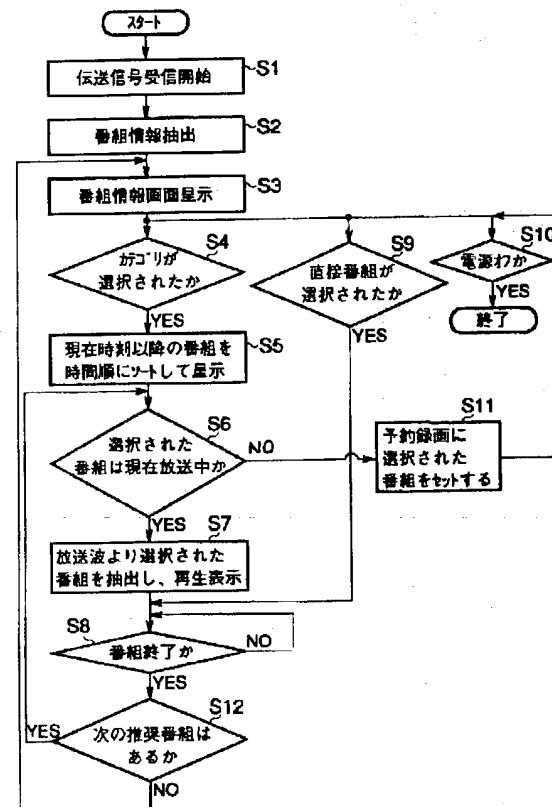 スタート
伝送信号受信開始
S1
番組情報抽出
S2
番組情報画面呈示
S3
カテゴリが
選択されたか
S4
YES
直接番組が
選択されたか
S9
YES
電源オフか
S10
YES
終了
現在時刻以降の番組を
時間順にソートして呈示
S5
選択された
番組は現在放送中か
S6
NO
YES
予約録画に
選択された
番組をセットする
S11
放送波より選択された
番組を抽出し、再生表示
S7
番組終了か
S8
NO
YES
次の推奨番組は
あるか
S12
YES
NO